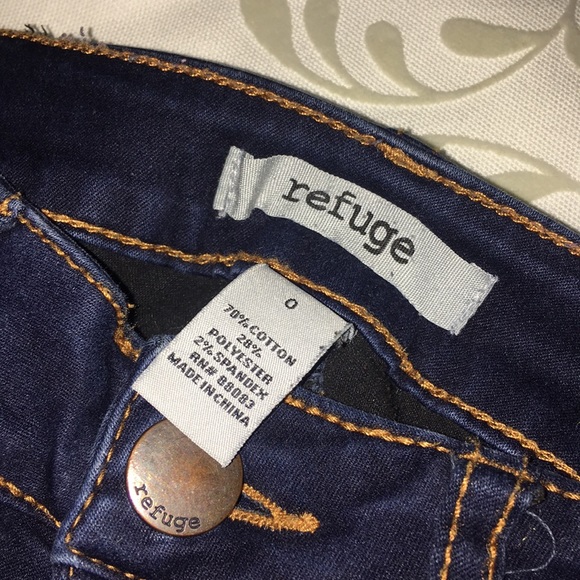 refuge
0
70% COTTON
28%
POLYESTER
2% SPANDEX
RN# 88083
MADE IN CHINA
refuge